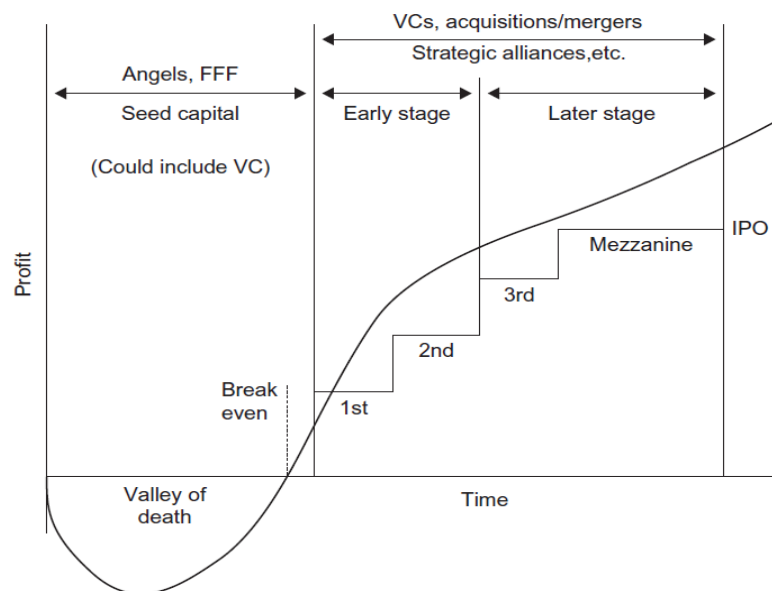 VCs, acquisitions/mergers
Strategic alliances,etc.
Angels, FFF
Seed capital
Early stage
Later stage
(Could include VC)
Profit
IPO
Mezzanine
3rd
2nd
1st
Break
even
Valley of
death
Time